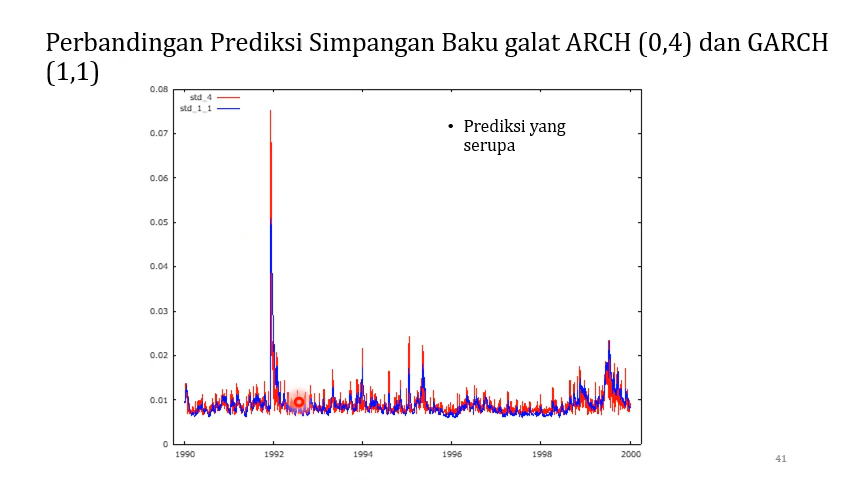 Perbandingan Prediksi Simpangan Baku galat ARCH (0,4) dan GARCH
(1,1)
0.08
std_4
std_1_1
• Prediksi yang
serupa
0.07
0.06
0.05
0.04
0.03
0.02
0.01
0
1990 1992 1994 1996 1998 2000
41